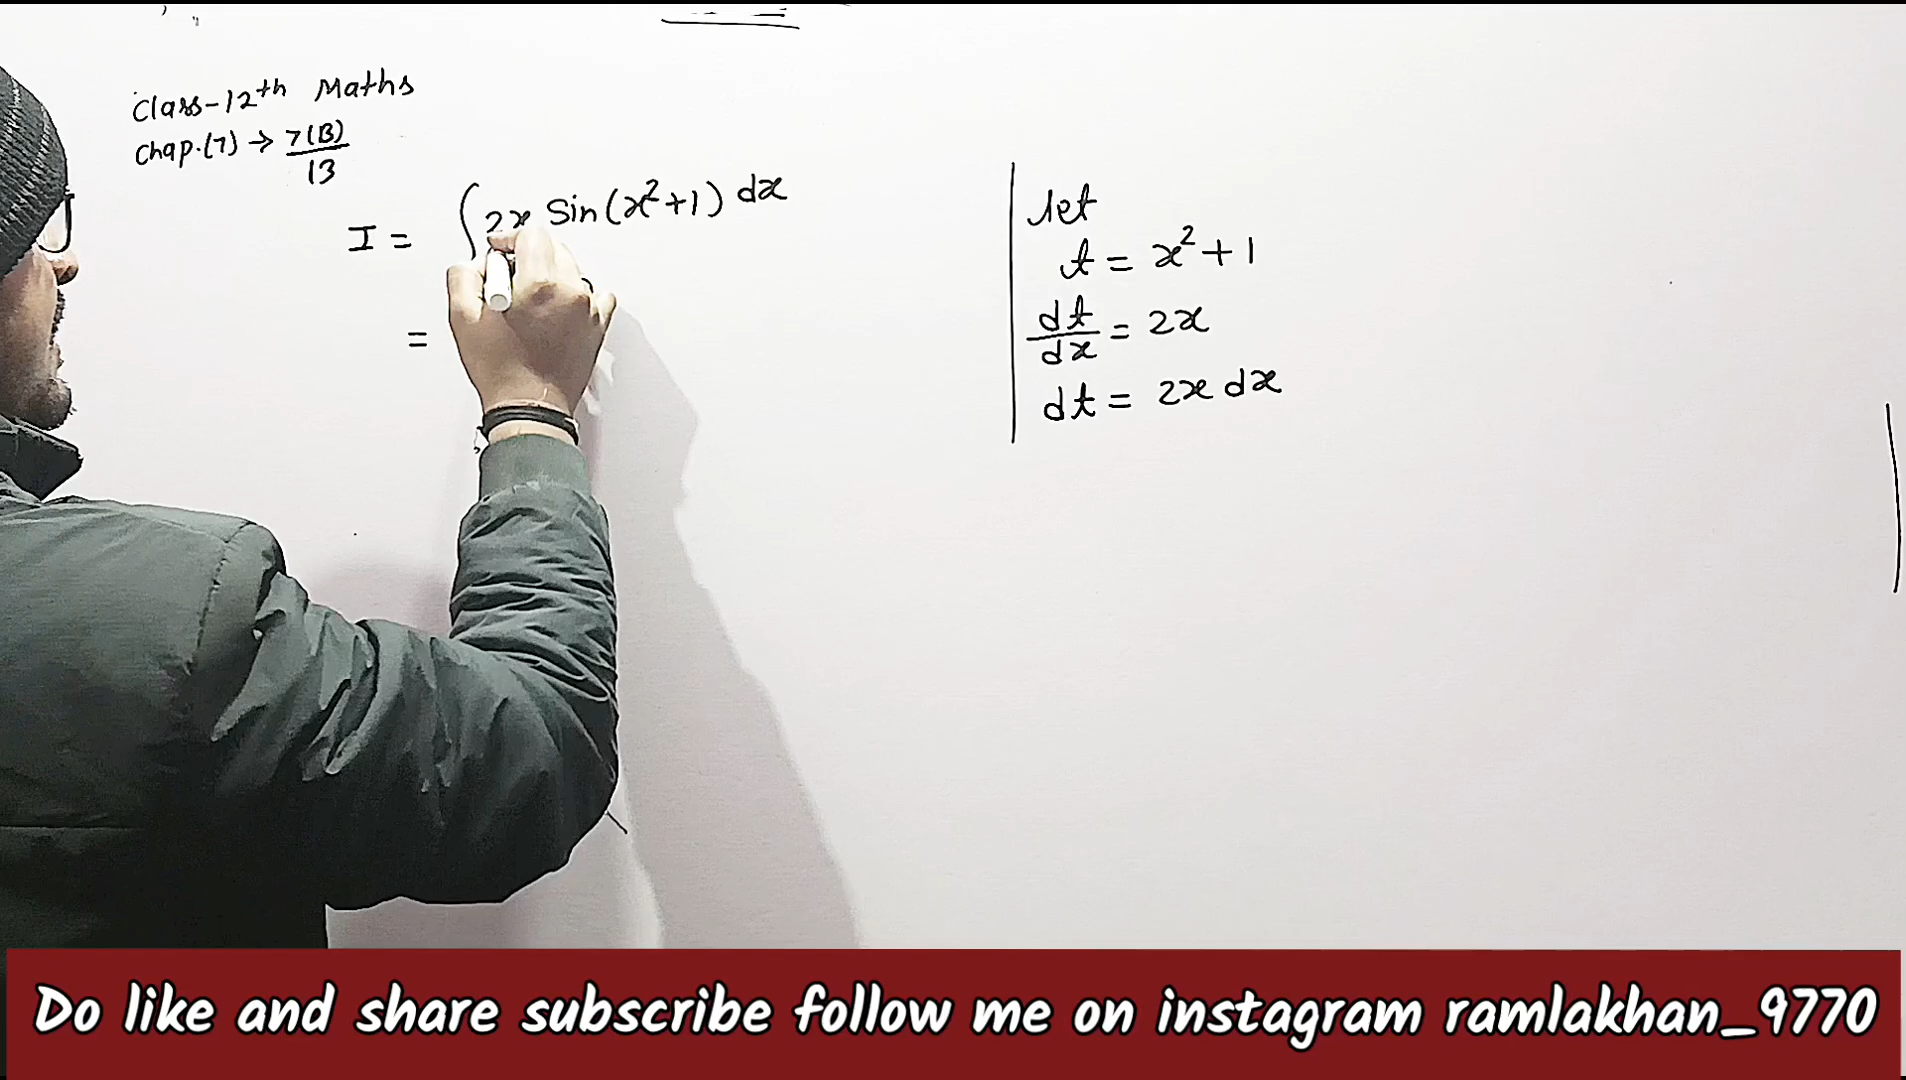 Class-12th Maths
Chap.(7) → 7(B)/13
I = ∫ 2x Sin(x²+1) dx
=
let
t = x²+1
dt/dx = 2x
dt = 2x dx
Do like and share subscribe follow me on instagram ramlakhan_9770